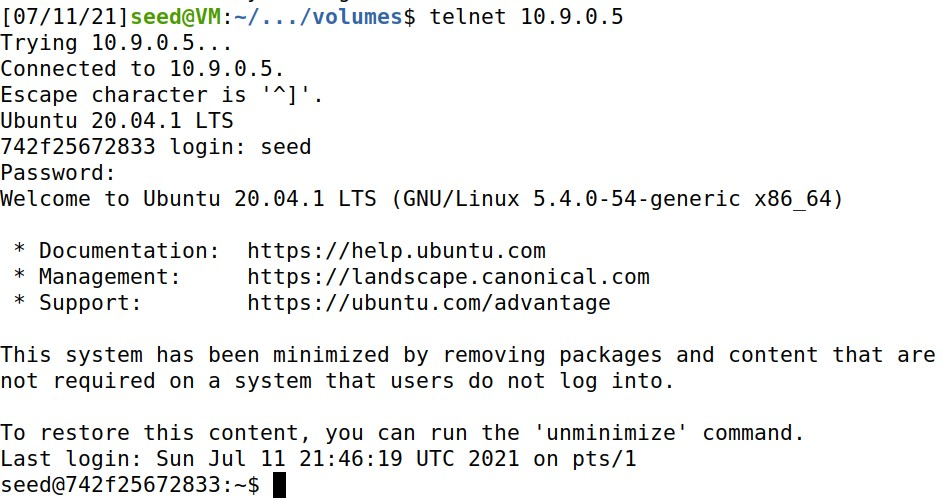 [07/11/21]seed@VM:~/.../volumes$ telnet 10.9.0.5
Trying 10.9.0.5...
Connected to 10.9.0.5.
Escape character is '^]'.
Ubuntu 20.04.1 LTS
742f25672833 login: seed
Password:
Welcome to Ubuntu 20.04.1 LTS (GNU/Linux 5.4.0-54-generic x86_64)

 * Documentation:  https://help.ubuntu.com
 * Management:     https://landscape.canonical.com
 * Support:        https://ubuntu.com/advantage

This system has been minimized by removing packages and content that are
not required on a system that users do not log into.

To restore this content, you can run the 'unminimize' command.
Last login: Sun Jul 11 21:46:19 UTC 2021 on pts/1
seed@742f25672833:~$